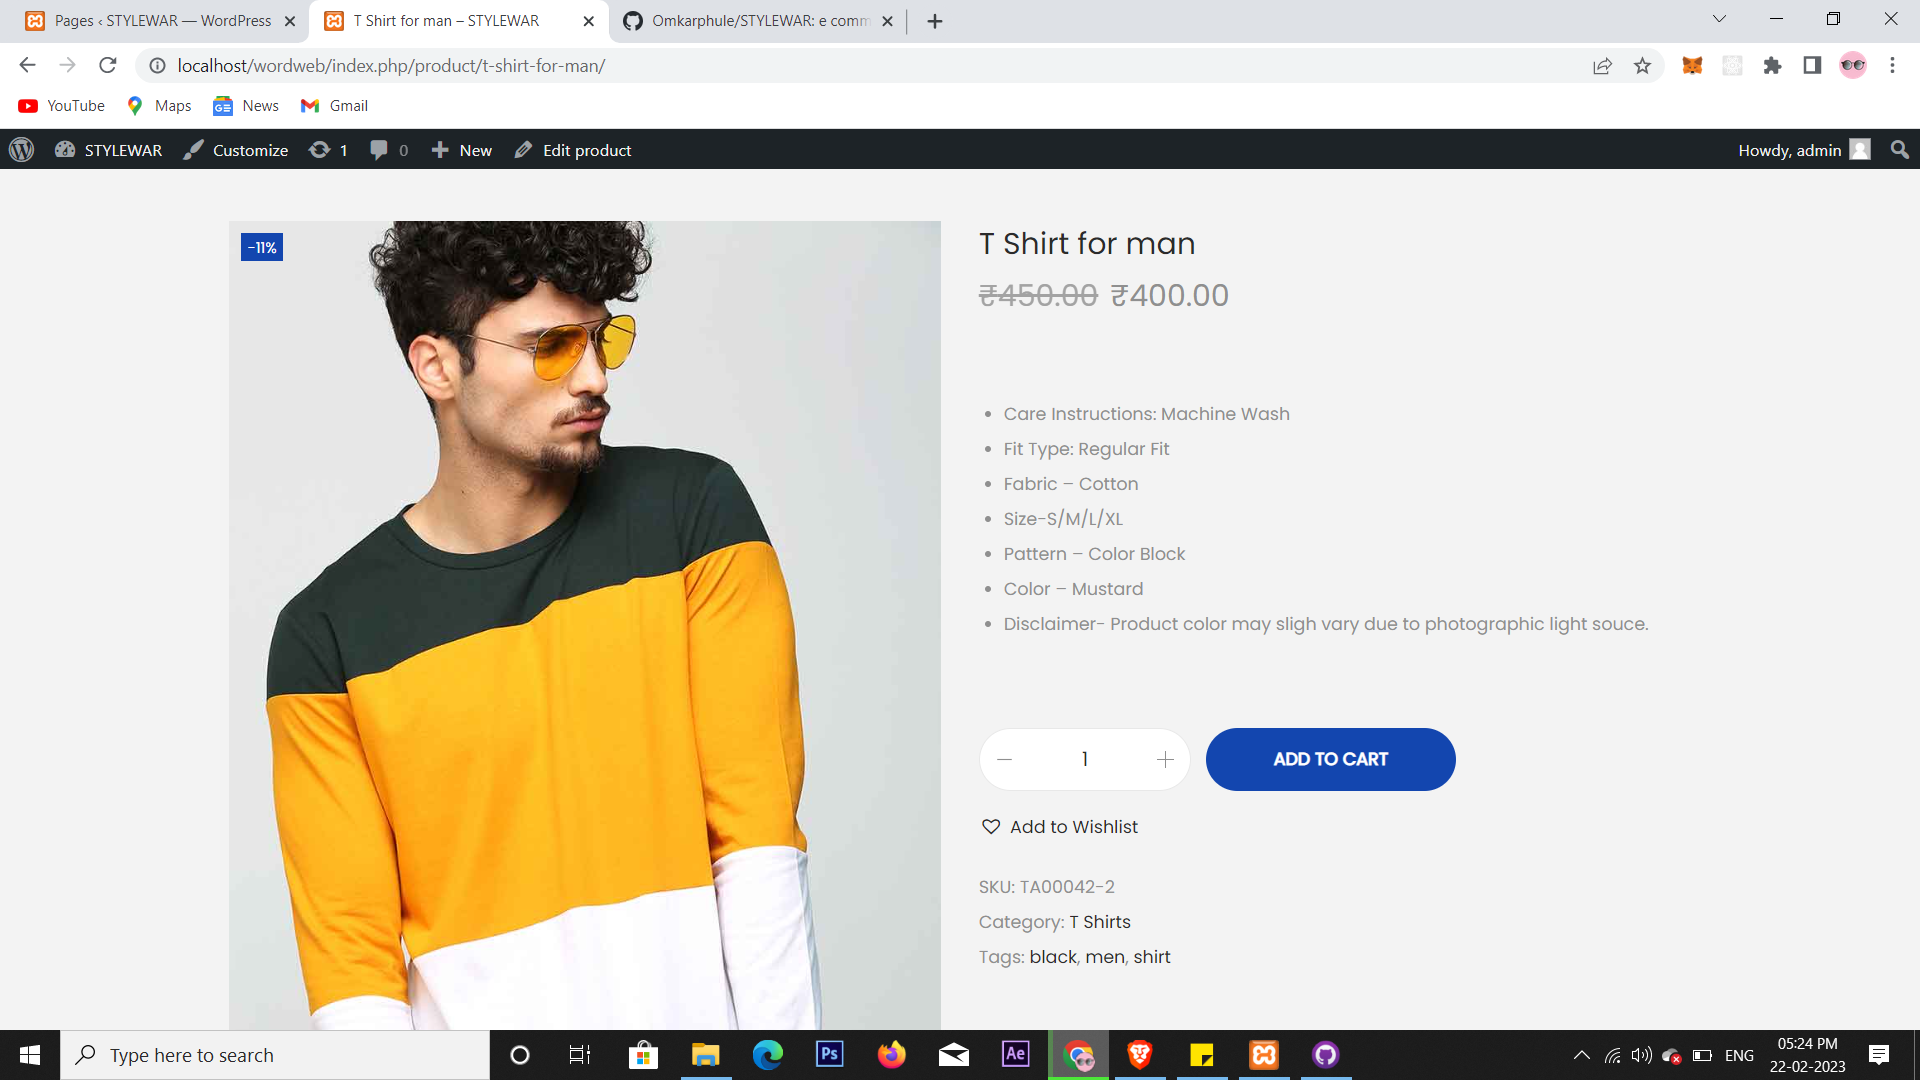 Pages ‹ STYLEWAR — WordPress
T Shirt for man – STYLEWAR
Omkarphule/STYLEWAR: e comm
localhost/wordweb/index.php/product/t-shirt-for-man/
YouTube
Maps
News
Gmail
STYLEWAR
Customize
1
0
New
Edit product
Howdy, admin
-11%
T Shirt for man
₹450.00 ₹400.00
Care Instructions: Machine Wash
Fit Type: Regular Fit
Fabric – Cotton
Size-S/M/L/XL
Pattern – Color Block
Color – Mustard
Disclaimer- Product color may sligh vary due to photographic light souce.
1
ADD TO CART
Add to Wishlist
SKU: TA00042-2
Category: T Shirts
Tags: black, men, shirt
Type here to search
Ps
Ae
ENG
05:24 PM
22-02-2023